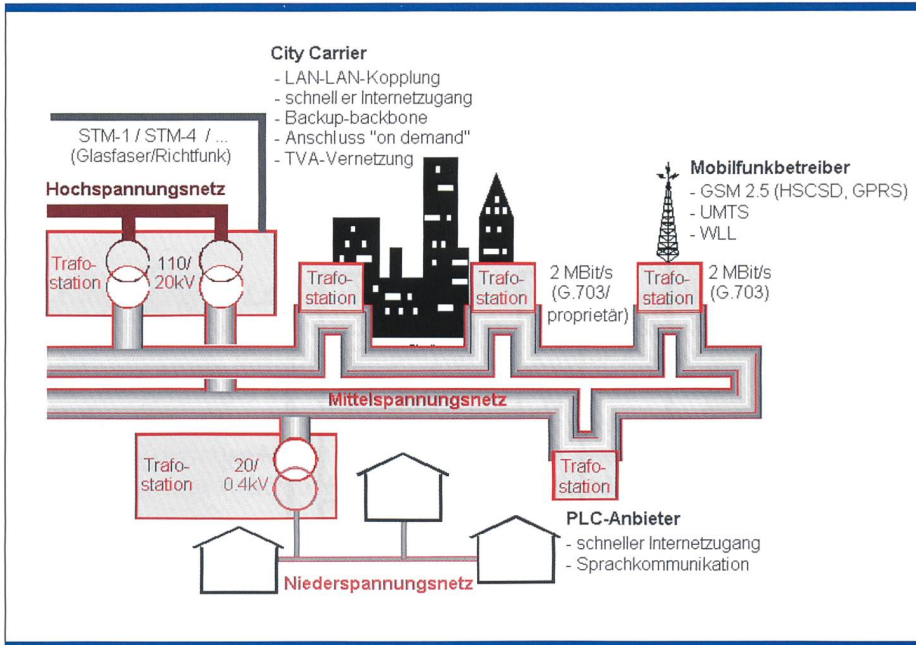 City Carrier
- LAN-LAN-Kopplung
- schneller Internetzugang
- Backup-backbone
- Anschluss "on demand"
- TVA-Vernetzung
STM-1 / STM-4 / ...
(Glasfaser/Richtfunk)
Hochspannungsnetz
Trafo-
station
110/
20kV
Trafo-
station
Trafo-
station
2 MBit/s
(G.703/
proprietär)
Mobilfunkbetreiber
- GSM 2.5 (HSCSD, GPRS)
- UMTS
- WLL
Trafo-
station
2 MBit/s
(G.703)
Mittelspannungsnetz
Trafo-
station
20/
0.4kV
Trafo-
station
PLC-Anbieter
- schneller Internetzugang
- Sprachkommunikation
Niederspannungsnetz